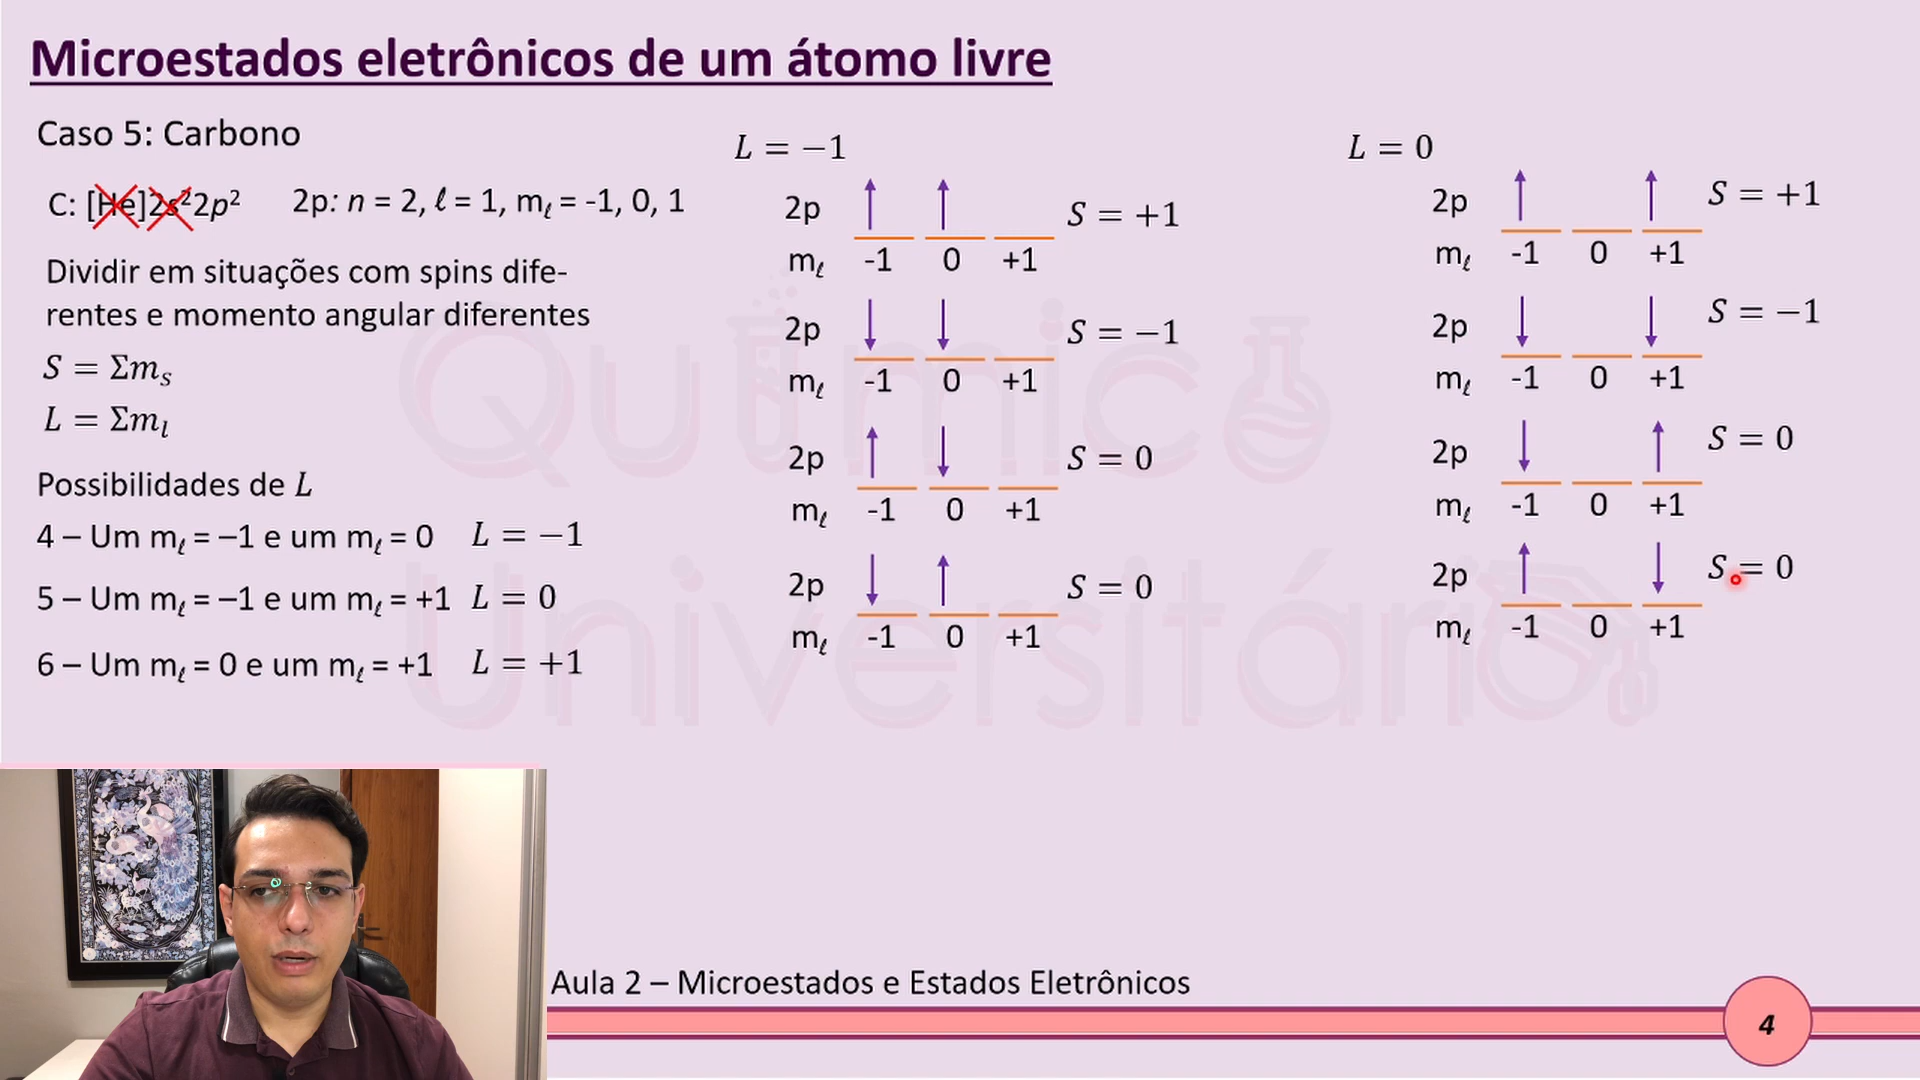 Microestados eletrônicos de um átomo livre
Caso 5: Carbono
C: [He]2s²2p² 2p: n = 2, ℓ = 1, mℓ = -1, 0, 1
Dividir em situações com spins dife-
rentes e momento angular diferentes
S = Σmₛ
L = Σmₗ
Possibilidades de L
4 – Um mℓ = –1 e um mℓ = 0 L = −1
5 – Um mℓ = –1 e um mℓ = +1 L = 0
6 – Um mℓ = 0 e um mℓ = +1 L = +1
L = −1
2p ↑ ↑ S = +1
mℓ -1 0 +1
2p ↓ ↓ S = −1
mℓ -1 0 +1
2p ↑ ↓ S = 0
mℓ -1 0 +1
2p ↓ ↑ S = 0
mℓ -1 0 +1
L = 0
2p ↑ ↑ S = +1
mℓ -1 0 +1
2p ↓ ↓ S = −1
mℓ -1 0 +1
2p ↓ ↑ S = 0
mℓ -1 0 +1
2p ↑ ↓ S = 0
mℓ -1 0 +1
Químico
Universitário
Aula 2 – Microestados e Estados Eletrônicos
4